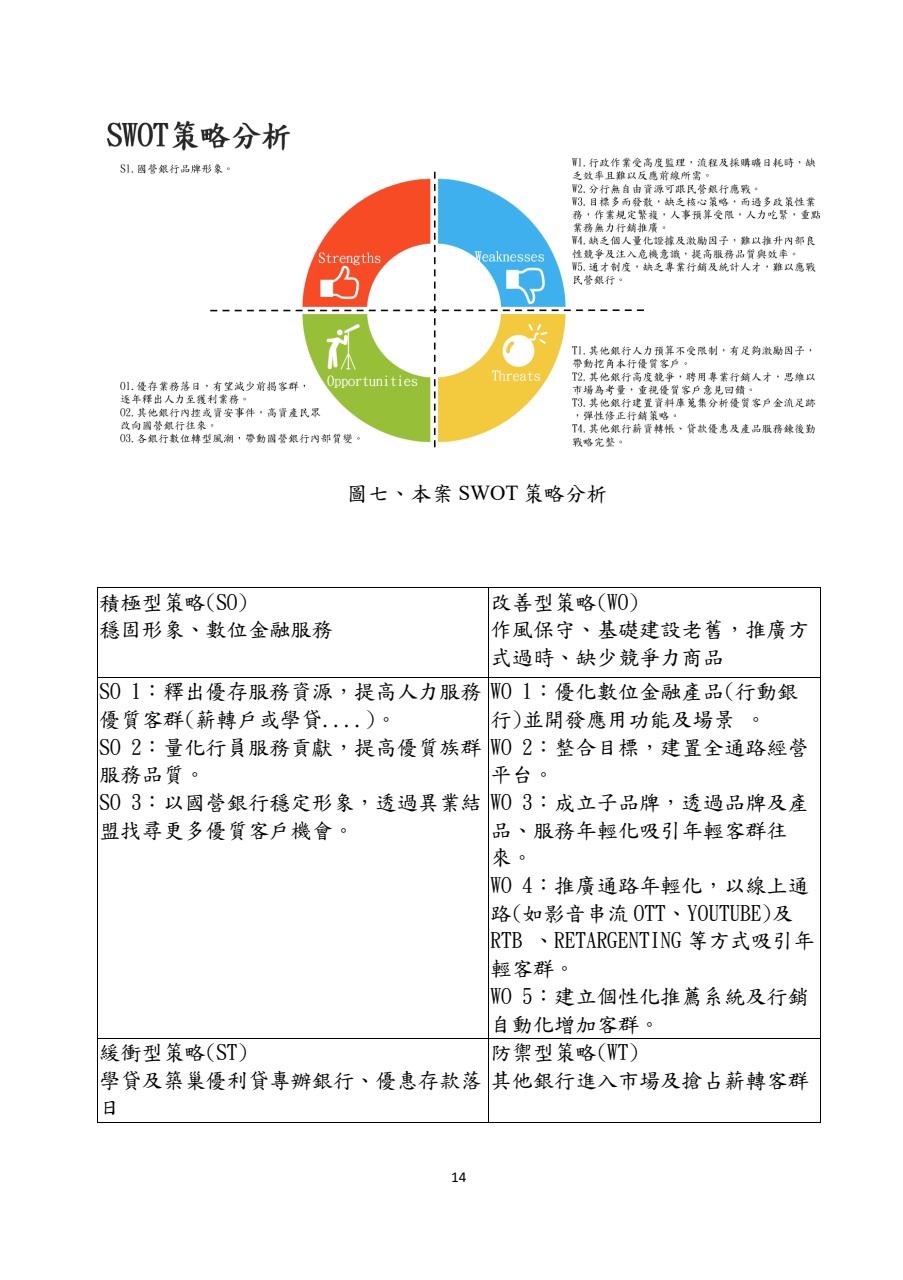 SWOT策略分析
S1.國營銀行品牌形象。
W1.行政作業受高度監理，流程及採購曠日耗時，缺
乏效率且難以反應前線所需。
W2.分行無自由資源可跟民營銀行應戰。
W3.目標多而發散，缺乏核心策略，而過多政策性業
務，作業規定繁複，人事預算受限，人力吃緊，重點
業務無力行銷推廣。
W4.缺乏個人量化證據及激勵因子，難以推升內部良
性競爭及注入危機意識，提高服務品質與效率。
W5.通才制度，缺乏專業行銷及統計人才，難以應戰
民營銀行。
Strengths
Weaknesses
Opportunities
Threats
O1.優存業務落日，有望減少前揭客群，
逐年釋出人力至獲利業務。
O2.其他銀行內控或資安事件，高資產民眾
改向國營銀行往來。
O3.各銀行數位轉型風潮，帶動國營銀行內部質變。
T1.其他銀行人力預算不受限制，有足夠激勵因子，
帶動挖角本行優質客戶。
T2.其他銀行高度競爭，聘用專業行銷人才，思維以
市場為考量，重視優質客戶意見回饋。
T3.其他銀行建置資料庫蒐集分析優質客戶金流足跡
，彈性修正行銷策略。
T4.其他銀行薪資轉帳、貸款優惠及產品服務鍊後勤
戰略完整。
圖七、本案 SWOT 策略分析
積極型策略(SO)
穩固形象、數位金融服務
改善型策略(WO)
作風保守、基礎建設老舊，推廣方
式過時、缺少競爭力商品
SO 1：釋出優存服務資源，提高人力服務
優質客群(薪轉戶或學貸....)。
SO 2：量化行員服務貢獻，提高優質族群
服務品質。
SO 3：以國營銀行穩定形象，透過異業結
盟找尋更多優質客戶機會。
WO 1：優化數位金融產品(行動銀
行)並開發應用功能及場景 。
WO 2：整合目標，建置全通路經營
平台。
WO 3：成立子品牌，透過品牌及產
品、服務年輕化吸引年輕客群往
來。
WO 4：推廣通路年輕化，以線上通
路(如影音串流 OTT、YOUTUBE)及
RTB 、RETARGENTING 等方式吸引年
輕客群。
WO 5：建立個性化推薦系統及行銷
自動化增加客群。
緩衝型策略(ST)
學貸及築巢優利貸專辦銀行、優惠存款落
日
防禦型策略(WT)
其他銀行進入市場及搶占薪轉客群
14